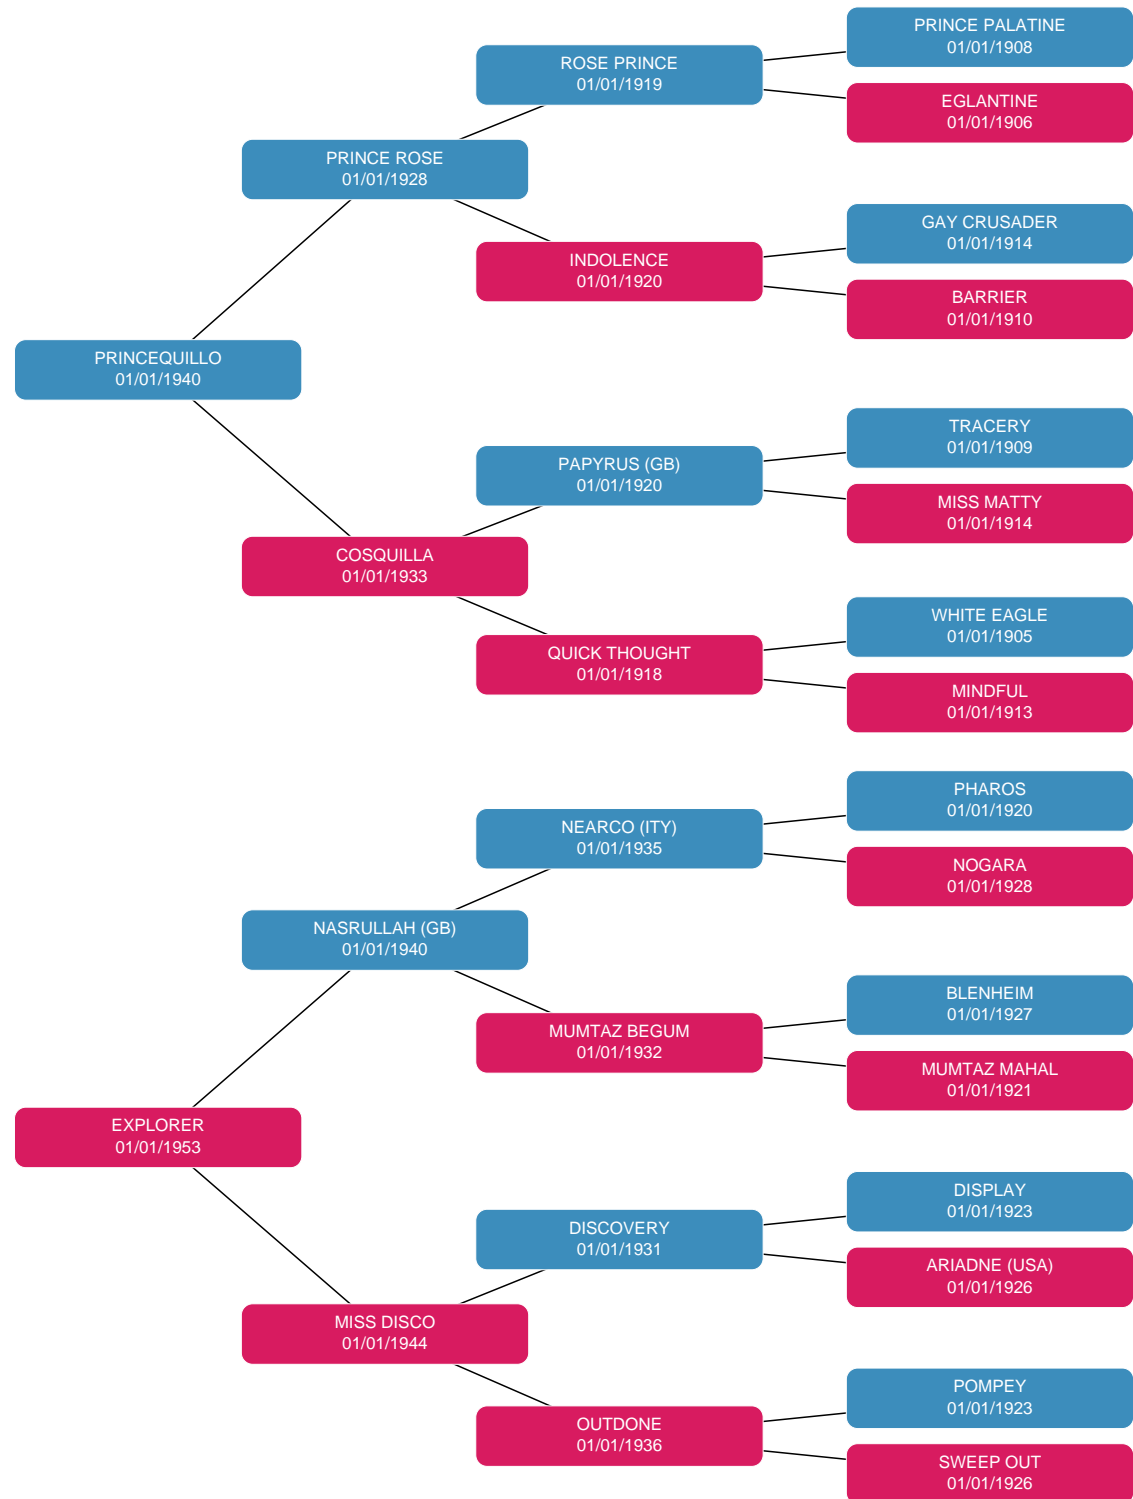 PRINCE PALATINE
01/01/1908
ROSE PRINCE
01/01/1919
EGLANTINE
01/01/1906
PRINCE ROSE
01/01/1928
GAY CRUSADER
01/01/1914
INDOLENCE
01/01/1920
BARRIER
01/01/1910
PRINCEQUILLO
01/01/1940
TRACERY
01/01/1909
PAPYRUS (GB)
01/01/1920
MISS MATTY
01/01/1914
COSQUILLA
01/01/1933
WHITE EAGLE
01/01/1905
QUICK THOUGHT
01/01/1918
MINDFUL
01/01/1913
PHAROS
01/01/1920
NEARCO (ITY)
01/01/1935
NOGARA
01/01/1928
NASRULLAH (GB)
01/01/1940
BLENHEIM
01/01/1927
MUMTAZ BEGUM
01/01/1932
MUMTAZ MAHAL
01/01/1921
EXPLORER
01/01/1953
DISPLAY
01/01/1923
DISCOVERY
01/01/1931
ARIADNE (USA)
01/01/1926
MISS DISCO
01/01/1944
POMPEY
01/01/1923
OUTDONE
01/01/1936
SWEEP OUT
01/01/1926